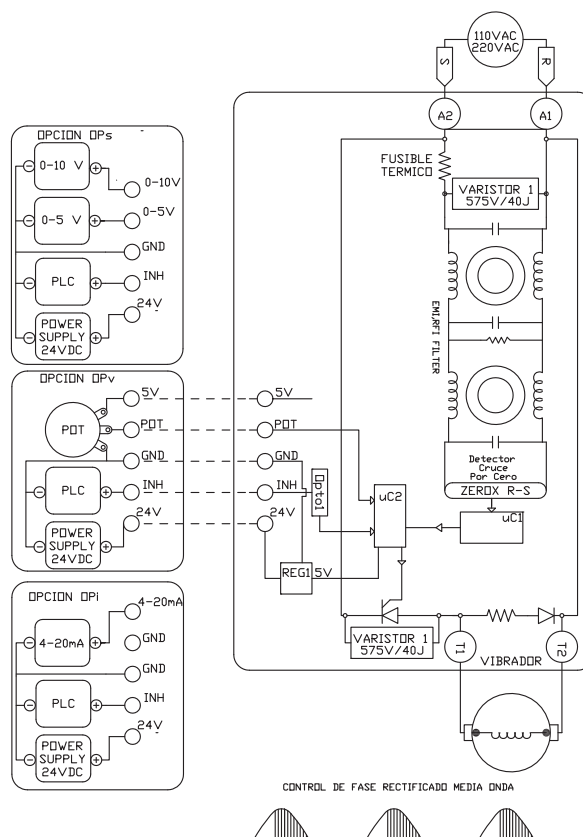 110VAC
220VAC
S
R
A2
A1
FUSIBLE
TERMICO
VARISTOR 1
575V/40J
EMI,RFI FILTER
Detector
Cruce
Por Cero
ZEROX R-S
uC1
uC2
Opto1
REG1
5V
VARISTOR 1
575V/40J
T1
T2
VIBRADOR
OPCION OPs
0-10 V
0-10V
0-5 V
0-5V
GND
PLC
INH
24V
POWER
SUPPLY
24VDC
OPCION OPv
5V
5V
POT
POT
POT
GND
GND
PLC
INH
INH
24V
24V
POWER
SUPPLY
24VDC
OPCION OPi
4-20mA
4-20mA
GND
GND
PLC
INH
24V
POWER
SUPPLY
24VDC
CONTROL DE FASE RECTIFICADO MEDIA ONDA